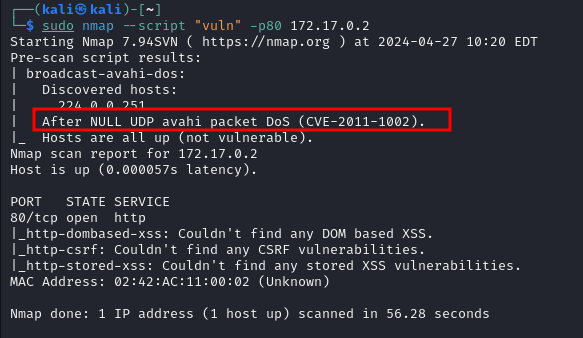 ┌──(kali㉿kali)-[~]
└─$ sudo nmap --script "vuln" -p80 172.17.0.2
Starting Nmap 7.94SVN ( https://nmap.org ) at 2024-04-27 10:20 EDT
Pre-scan script results:
| broadcast-avahi-dos:
|   Discovered hosts:
|     224.0.0.251
|   After NULL UDP avahi packet DoS (CVE-2011-1002).
|_  Hosts are all up (not vulnerable).
Nmap scan report for 172.17.0.2
Host is up (0.000057s latency).

PORT   STATE SERVICE
80/tcp open  http
|_http-dombased-xss: Couldn't find any DOM based XSS.
|_http-csrf: Couldn't find any CSRF vulnerabilities.
|_http-stored-xss: Couldn't find any stored XSS vulnerabilities.
MAC Address: 02:42:AC:11:00:02 (Unknown)

Nmap done: 1 IP address (1 host up) scanned in 56.28 seconds